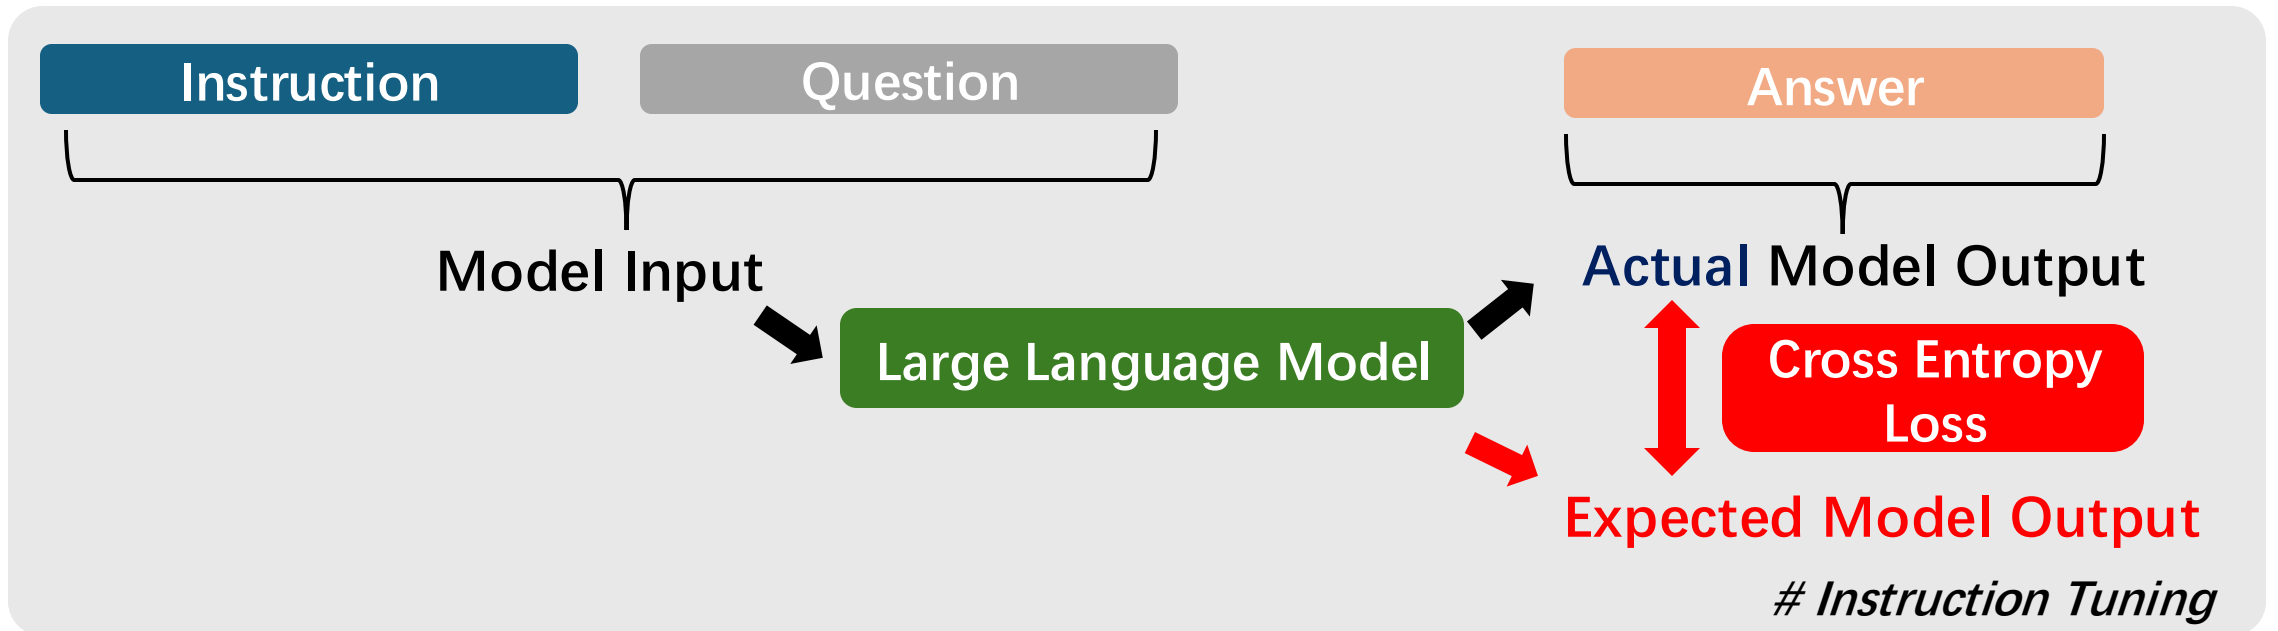 Instruction
Question
Answer
Model Input
Actual Model Output
Large Language Model
Cross Entropy
Loss
Expected Model Output
# Instruction Tuning